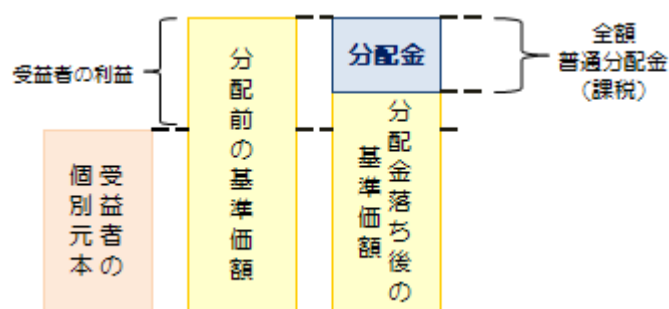 受益者の利益
受益者の
個別元本
分配前の基準価額
分配金
分配金落ち後の
基準価額
全額
普通分配金
(課税)